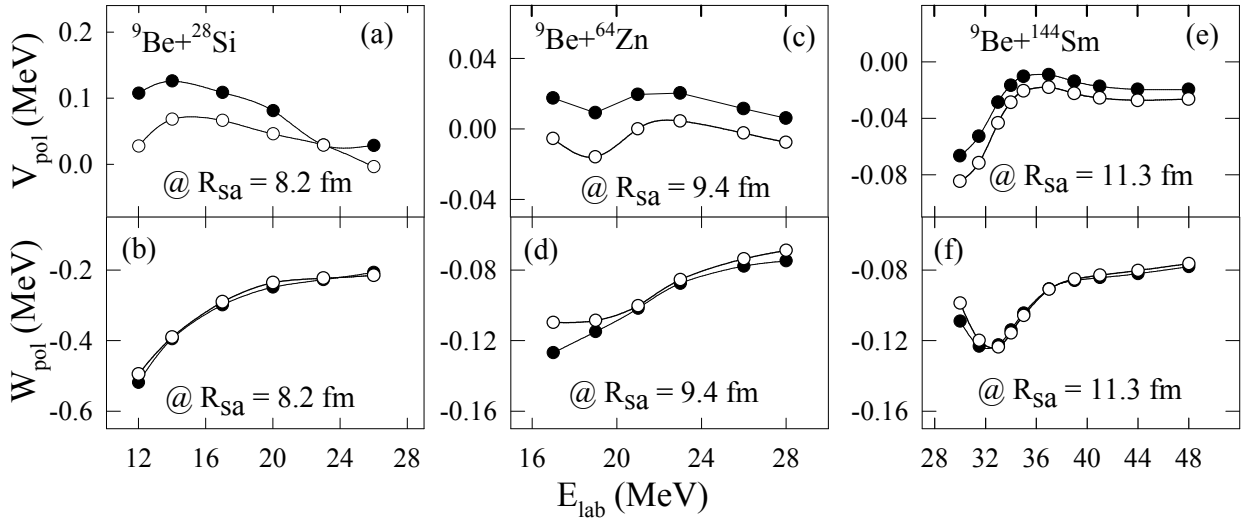 ⁹Be+²⁸Si
(a)
V_pol (MeV)
0.2
0.1
0.0
@ R_sa = 8.2 fm
⁹Be+⁶⁴Zn
(c)
0.04
0.00
-0.04
@ R_sa = 9.4 fm
⁹Be+¹⁴⁴Sm
(e)
0.00
-0.04
-0.08
@ R_sa = 11.3 fm
(b)
W_pol (MeV)
-0.2
-0.4
-0.6
@ R_sa = 8.2 fm
12 16 20 24 28
(d)
-0.08
-0.12
-0.16
@ R_sa = 9.4 fm
16 20 24 28
(f)
-0.08
-0.12
-0.16
@ R_sa = 11.3 fm
28 32 36 40 44 48
E_lab (MeV)